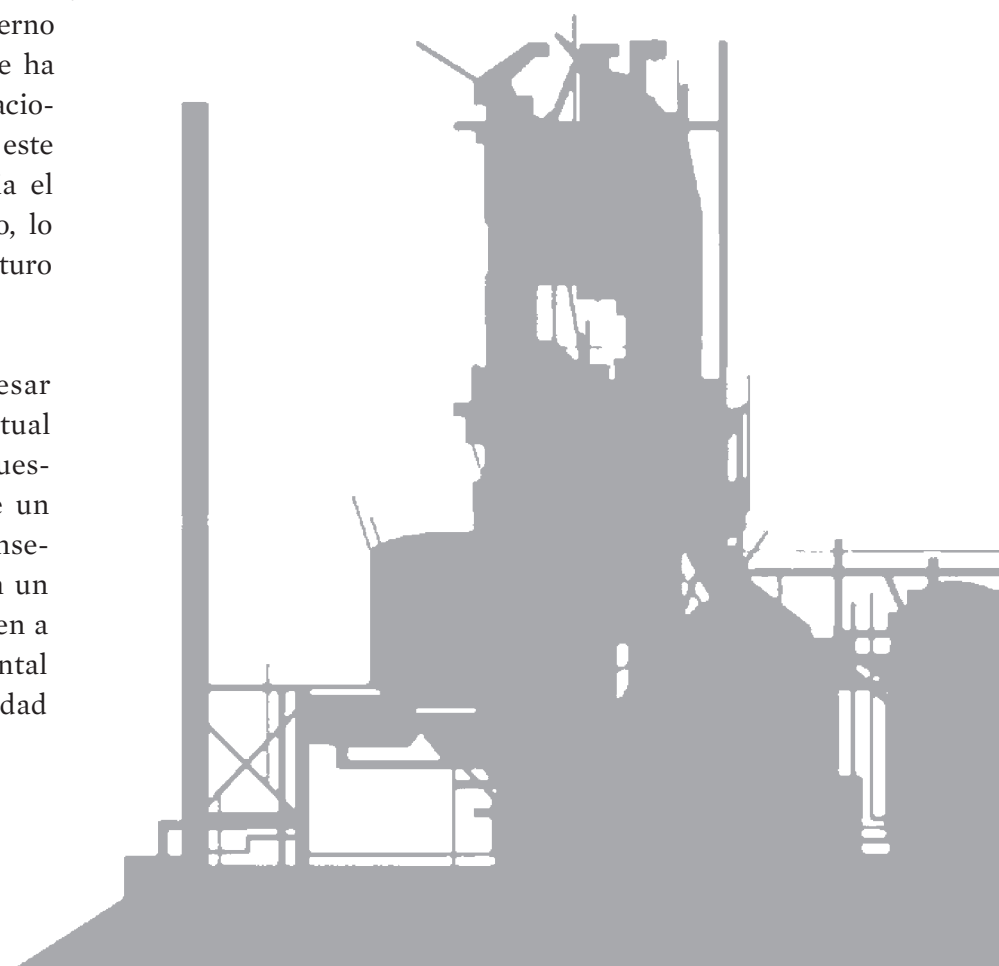 erno
e ha
acio-
este
a el
o, lo
turo
esar
tual
ues-
e un
nse-
n un
en a
ntal
dad